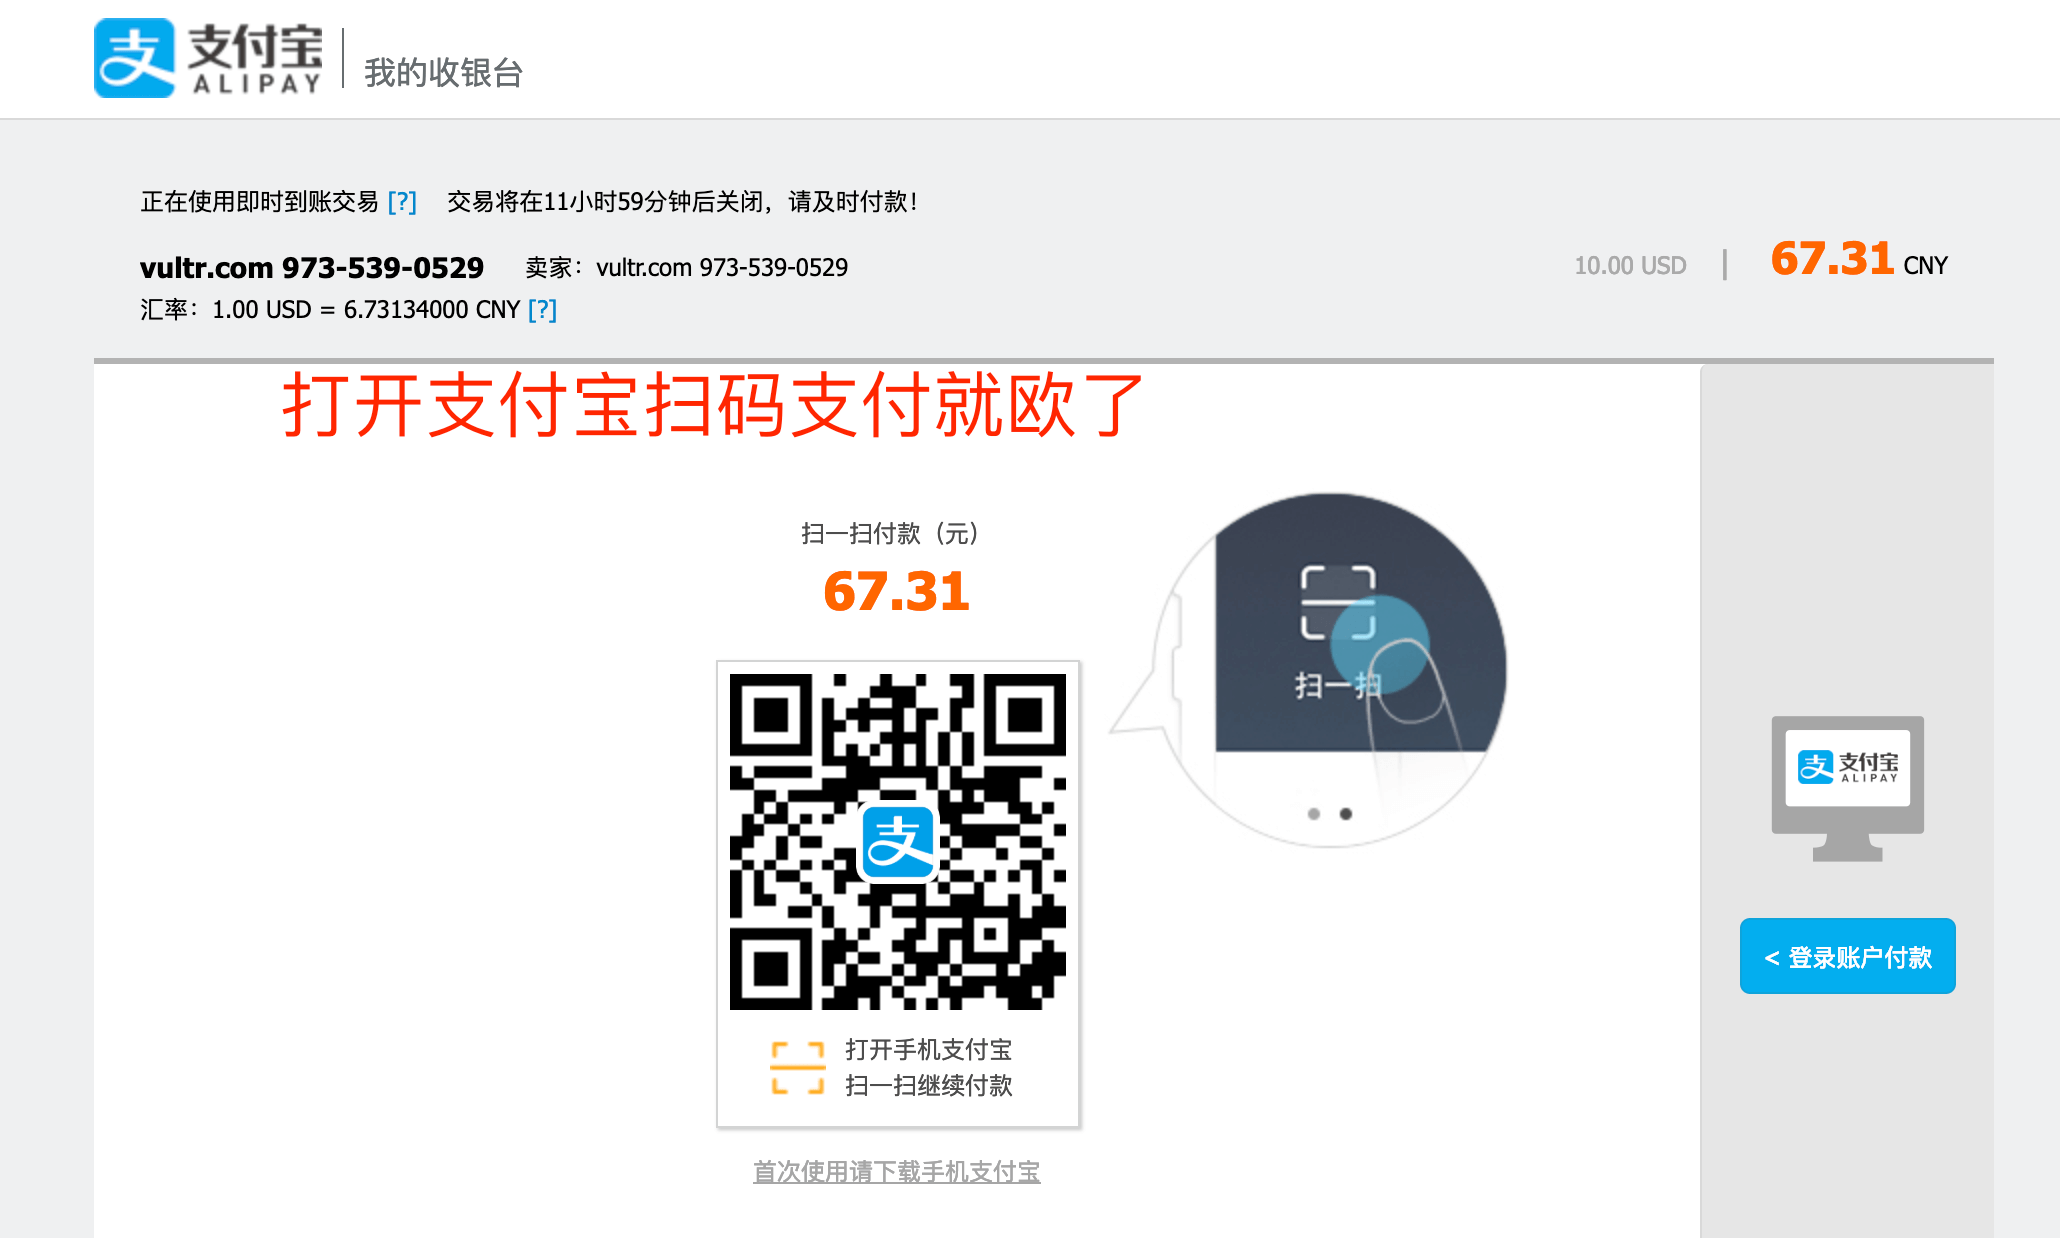 支付宝
ALIPAY
我的收银台
正在使用即时到账交易 [?] 交易将在11小时59分钟后关闭，请及时付款！
vultr.com 973-539-0529 卖家：vultr.com 973-539-0529
10.00 USD | 67.31 CNY
汇率：1.00 USD = 6.73134000 CNY [?]
打开支付宝扫码支付就欧了
扫一扫付款（元）
67.31
扫一扫
支付宝
ALIPAY
< 登录账户付款
打开手机支付宝
扫一扫继续付款
首次使用请下载手机支付宝